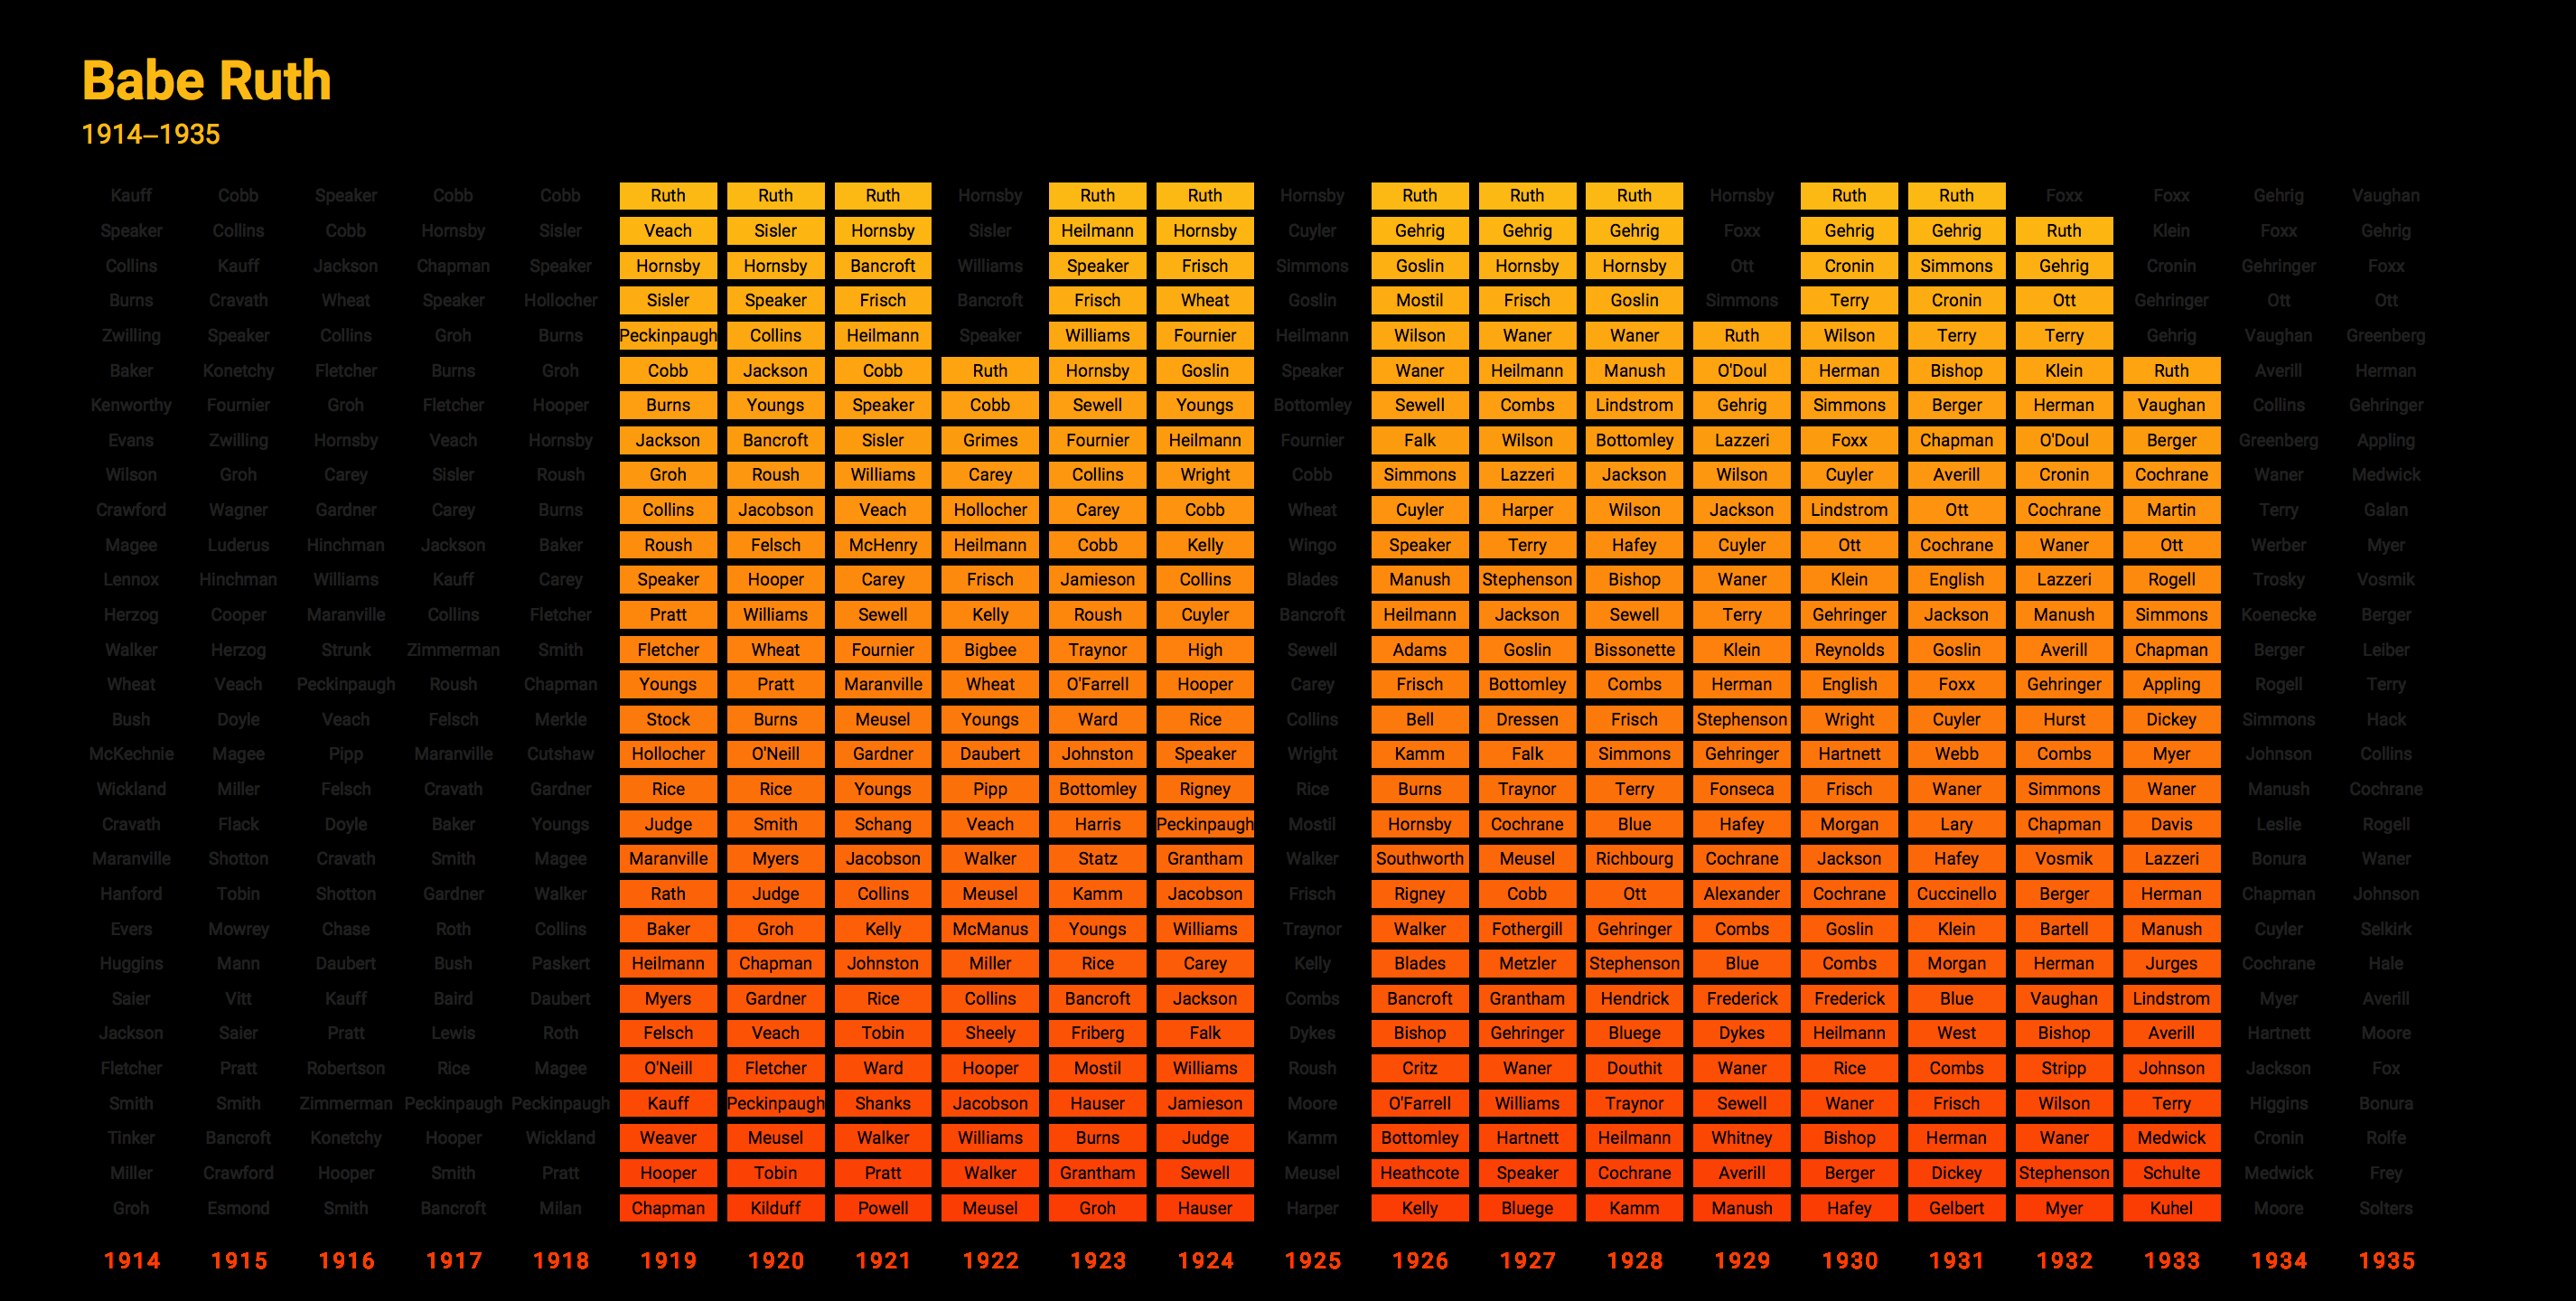 Babe Ruth
1914–1935
Kauff Cobb Speaker Cobb Cobb Ruth Ruth Ruth Hornsby Ruth Ruth Hornsby Ruth Ruth Ruth Hornsby Ruth Ruth Foxx Foxx Gehrig Vaughan
Speaker Collins Cobb Hornsby Sisler Veach Sisler Hornsby Sisler Heilmann Hornsby Cuyler Gehrig Gehrig Gehrig Foxx Gehrig Gehrig Ruth Klein Foxx Gehrig
Collins Kauff Jackson Chapman Speaker Hornsby Hornsby Bancroft Williams Speaker Frisch Simmons Goslin Hornsby Hornsby Ott Cronin Simmons Gehrig Cronin Gehringer Foxx
Burns Cravath Wheat Speaker Hollocher Sisler Speaker Frisch Bancroft Frisch Wheat Goslin Mostil Frisch Goslin Simmons Terry Cronin Ott Gehringer Ott Ott
Zwilling Speaker Collins Groh Burns Peckinpaugh Collins Heilmann Speaker Williams Fournier Heilmann Wilson Waner Waner Ruth Wilson Terry Terry Gehrig Vaughan Greenberg
Baker Konetchy Fletcher Burns Groh Cobb Jackson Cobb Ruth Hornsby Goslin Speaker Waner Heilmann Manush O'Doul Herman Bishop Klein Ruth Averill Herman
Kenworthy Fournier Groh Fletcher Hooper Burns Youngs Speaker Cobb Sewell Youngs Bottomley Sewell Combs Lindstrom Gehrig Simmons Berger Herman Vaughan Collins Gehringer
Evans Zwilling Hornsby Veach Hornsby Jackson Bancroft Sisler Grimes Fournier Heilmann Fournier Falk Wilson Bottomley Lazzeri Foxx Chapman O'Doul Berger Greenberg Appling
Wilson Groh Carey Sisler Roush Groh Roush Williams Carey Collins Wright Cobb Simmons Lazzeri Jackson Wilson Cuyler Averill Cronin Cochrane Waner Medwick
Crawford Wagner Gardner Carey Burns Collins Jacobson Veach Hollocher Carey Cobb Wheat Cuyler Harper Wilson Jackson Lindstrom Ott Cochrane Martin Terry Galan
Magee Luderus Hinchman Jackson Baker Roush Felsch McHenry Heilmann Cobb Kelly Wingo Speaker Terry Hafey Cuyler Ott Cochrane Waner Ott Werber Myer
Lennox Hinchman Williams Kauff Carey Speaker Hooper Carey Frisch Jamieson Collins Blades Manush Stephenson Bishop Waner Klein English Lazzeri Rogell Trosky Vosmik
Herzog Cooper Maranville Collins Fletcher Pratt Williams Sewell Kelly Roush Cuyler Bancroft Heilmann Jackson Sewell Terry Gehringer Jackson Manush Simmons Koenecke Berger
Walker Herzog Strunk Zimmerman Smith Fletcher Wheat Fournier Bigbee Traynor High Sewell Adams Goslin Bissonette Klein Reynolds Goslin Averill Chapman Berger Leiber
Wheat Veach Peckinpaugh Roush Chapman Youngs Pratt Maranville Wheat O'Farrell Hooper Carey Frisch Bottomley Combs Herman English Foxx Gehringer Appling Rogell Terry
Bush Doyle Veach Felsch Merkle Stock Burns Meusel Youngs Ward Rice Collins Bell Dressen Frisch Stephenson Wright Cuyler Hurst Dickey Simmons Hack
McKechnie Magee Pipp Maranville Cutshaw Hollocher O'Neill Gardner Daubert Johnston Speaker Wright Kamm Falk Simmons Gehringer Hartnett Webb Combs Myer Johnson Collins
Wickland Miller Felsch Cravath Gardner Rice Rice Youngs Pipp Bottomley Rigney Rice Burns Traynor Terry Fonseca Frisch Waner Simmons Waner Manush Cochrane
Cravath Flack Doyle Baker Youngs Judge Smith Schang Veach Harris Peckinpaugh Mostil Hornsby Cochrane Blue Hafey Morgan Lary Chapman Davis Leslie Rogell
Maranville Shotton Cravath Smith Magee Maranville Myers Jacobson Walker Statz Grantham Walker Southworth Meusel Richbourg Cochrane Jackson Hafey Vosmik Lazzeri Bonura Waner
Hanford Tobin Shotton Gardner Walker Rath Judge Collins Meusel Kamm Jacobson Frisch Rigney Cobb Ott Alexander Cochrane Cuccinello Berger Herman Chapman Johnson
Evers Mowrey Chase Roth Collins Baker Groh Kelly McManus Youngs Williams Traynor Walker Fothergill Gehringer Combs Goslin Klein Bartell Manush Cuyler Selkirk
Huggins Mann Daubert Bush Paskert Heilmann Chapman Johnston Miller Rice Carey Kelly Blades Metzler Stephenson Blue Combs Morgan Herman Jurges Cochrane Hale
Saier Vitt Kauff Baird Daubert Myers Gardner Rice Collins Bancroft Jackson Combs Bancroft Grantham Hendrick Frederick Frederick Blue Vaughan Lindstrom Myer Averill
Jackson Saier Pratt Lewis Roth Felsch Veach Tobin Sheely Friberg Falk Dykes Bishop Gehringer Bluege Dykes Heilmann West Bishop Averill Hartnett Moore
Fletcher Pratt Robertson Rice Magee O'Neill Fletcher Ward Hooper Mostil Williams Roush Critz Waner Douthit Waner Rice Combs Stripp Johnson Jackson Fox
Smith Smith Zimmerman Peckinpaugh Peckinpaugh Kauff Peckinpaugh Shanks Jacobson Hauser Jamieson Moore O'Farrell Williams Traynor Sewell Waner Frisch Wilson Terry Higgins Bonura
Tinker Bancroft Konetchy Hooper Wickland Weaver Meusel Walker Williams Burns Judge Kamm Bottomley Hartnett Heilmann Whitney Bishop Herman Waner Medwick Cronin Rolfe
Miller Crawford Hooper Smith Pratt Hooper Tobin Pratt Walker Grantham Sewell Meusel Heathcote Speaker Cochrane Averill Berger Dickey Stephenson Schulte Medwick Frey
Groh Esmond Smith Bancroft Milan Chapman Kilduff Powell Meusel Groh Hauser Harper Kelly Bluege Kamm Manush Hafey Gelbert Myer Kuhel Moore Solters
1914 1915 1916 1917 1918 1919 1920 1921 1922 1923 1924 1925 1926 1927 1928 1929 1930 1931 1932 1933 1934 1935